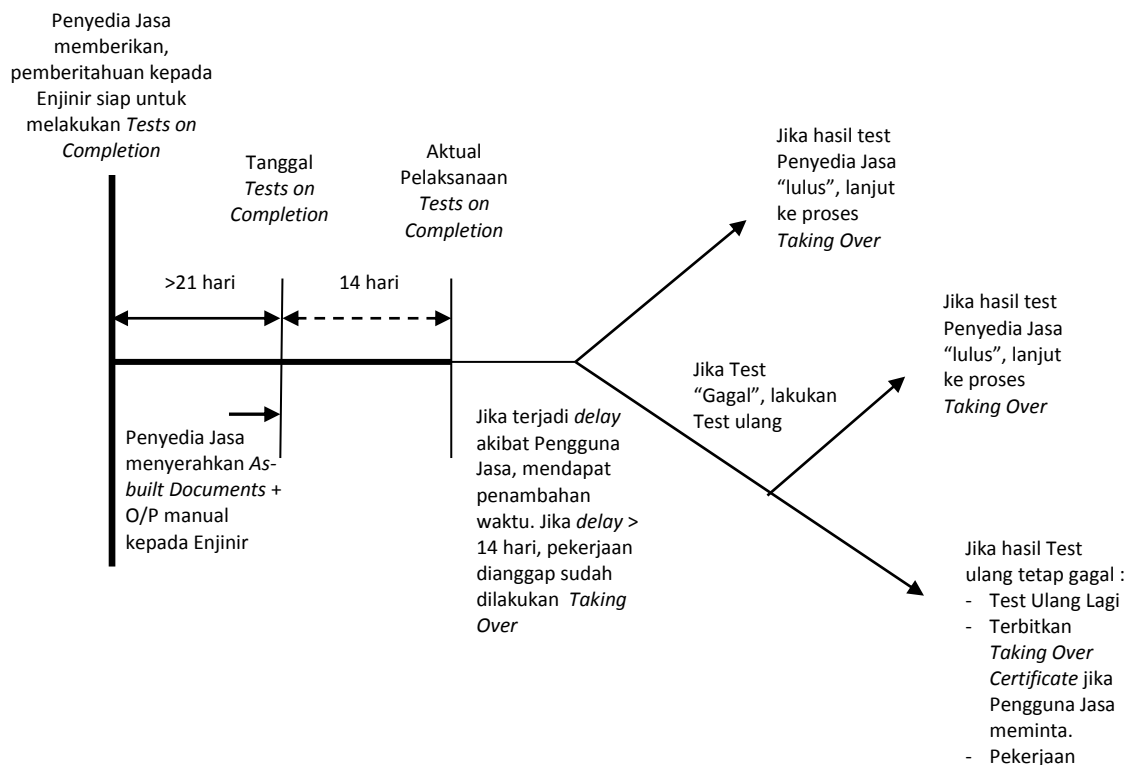 Penyedia Jasa
memberikan,
pemberitahuan kepada
Enjinir siap untuk
melakukan Tests on
Completion
Tanggal
Tests on
Completion
Aktual
Pelaksanaan
Tests on
Completion
>21 hari
14 hari
Penyedia Jasa
menyerahkan As-
built Documents +
O/P manual
kepada Enjinir
Jika terjadi delay
akibat Pengguna
Jasa, mendapat
penambahan
waktu. Jika delay >
14 hari, pekerjaan
dianggap sudah
dilakukan Taking
Over
Jika hasil test
Penyedia Jasa
“lulus”, lanjut
ke proses
Taking Over
Jika Test
“Gagal”, lakukan
Test ulang
Jika hasil test
Penyedia Jasa
“lulus”, lanjut
ke proses
Taking Over
Jika hasil Test
ulang tetap gagal :
- Test Ulang Lagi
- Terbitkan
Taking Over
Certificate jika
Pengguna Jasa
meminta.
- Pekerjaan